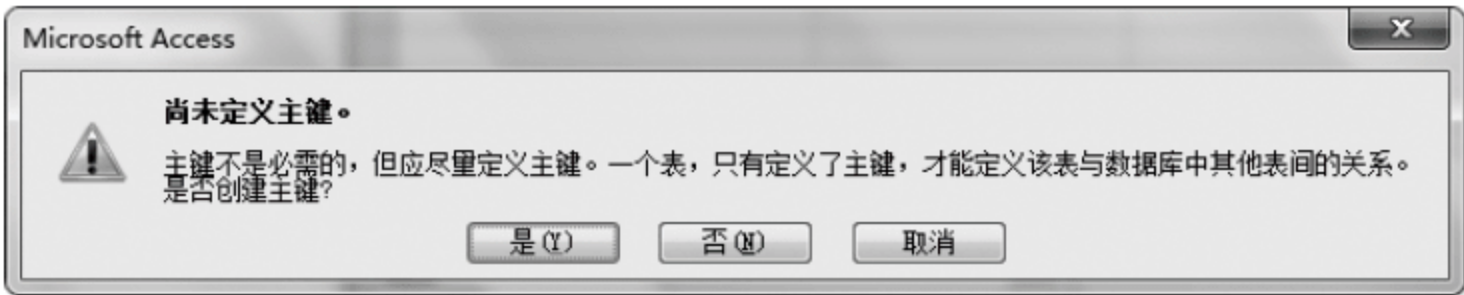 Microsoft Access
尚未定义主键。
主键不是必需的，但应尽量定义主键。一个表，只有定义了主键，才能定义该表与数据库中其他表间的关系。
是否创建主键?
是(Y) 否(N) 取消